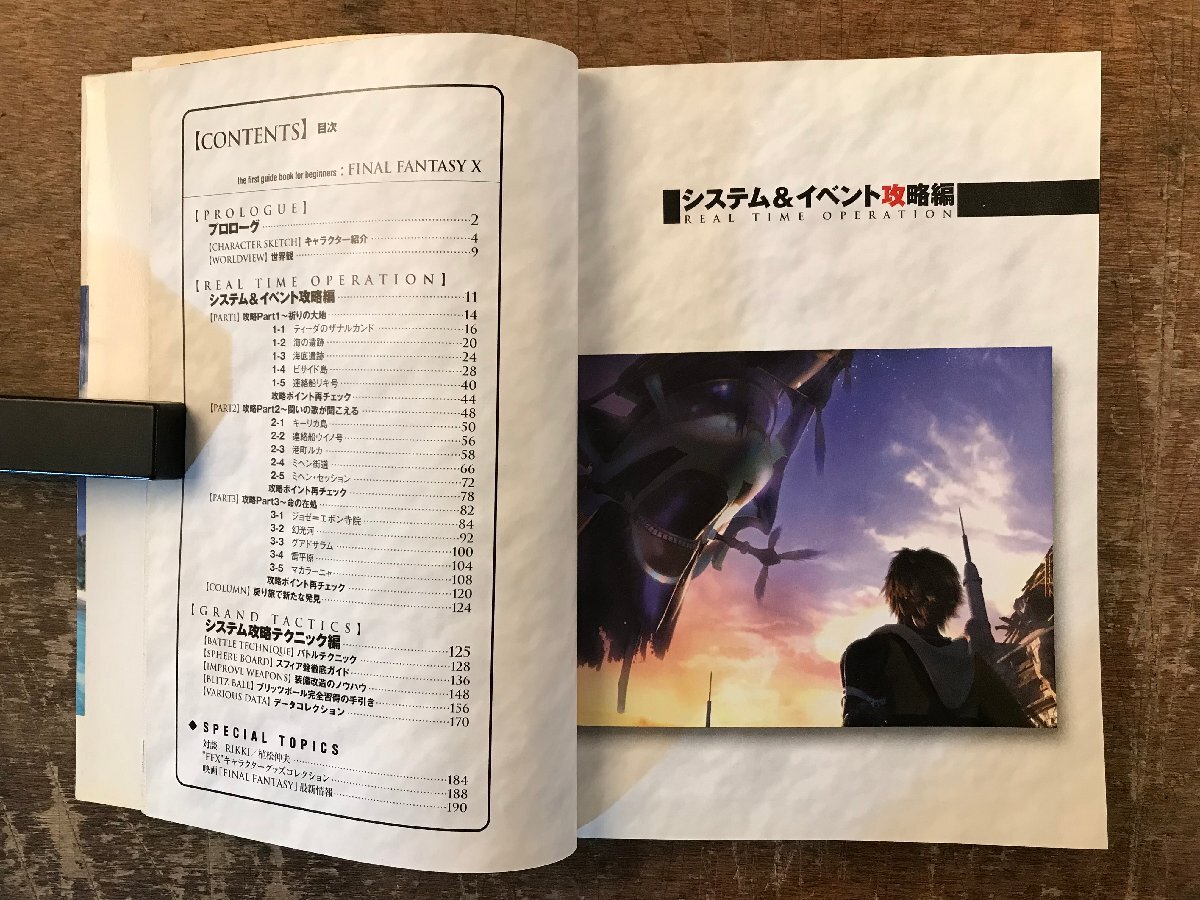 【CONTENTS】 目次
the first guide book for beginners : FINAL FANTASY X
【PROLOGUE】
プロローグ 2
【CHARACTER SKETCH】 キャラクター紹介 4
【WORLDVIEW】 世界観 9
【REAL TIME OPERATION】
システム&イベント攻略編 11
【PART1】 攻略Part1～祈りの大地 14
1-1 ティーダのザナルカンド 16
1-2 海の遺跡 20
1-3 海底遺跡 24
1-4 ビサイド島 28
1-5 連絡船リキ号 40
攻略ポイント再チェック 44
【PART2】 攻略Part2～闘いの歌が聞こえる 48
2-1 キーリカ島 50
2-2 連絡船ウイノ号 56
2-3 港町ルカ 58
2-4 ミヘン街道 66
2-5 ミヘン・セッション 72
攻略ポイント再チェック 78
【PART3】 攻略Part3～命の在処 82
3-1 ジョゼ=エボン寺院 84
3-2 幻光河 92
3-3 グアドサラム 100
3-4 雷平原 104
3-5 マカラーニャ 108
攻略ポイント再チェック 120
【COLUMN】 戻り旅で新たな発見 124
【GRAND TACTICS】
システム攻略テクニック編 125
【BATTLE TECHNIQUE】 バトルテクニック 128
【SPHERE BOARD】 スフィア盤徹底ガイド 136
【IMPROVE WEAPONS】 装備改造のノウハウ 148
【BLITZ BALL】 ブリッツボール完全習得の手引き 156
【VARIOUS DATA】 データコレクション 170
◆ SPECIAL TOPICS
対談 RIKKI／植松伸夫 184
"FFX"キャラクターグッズコレクション 188
映画「FINAL FANTASY」最新情報 190
システム&イベント攻略編
REAL TIME OPERATION